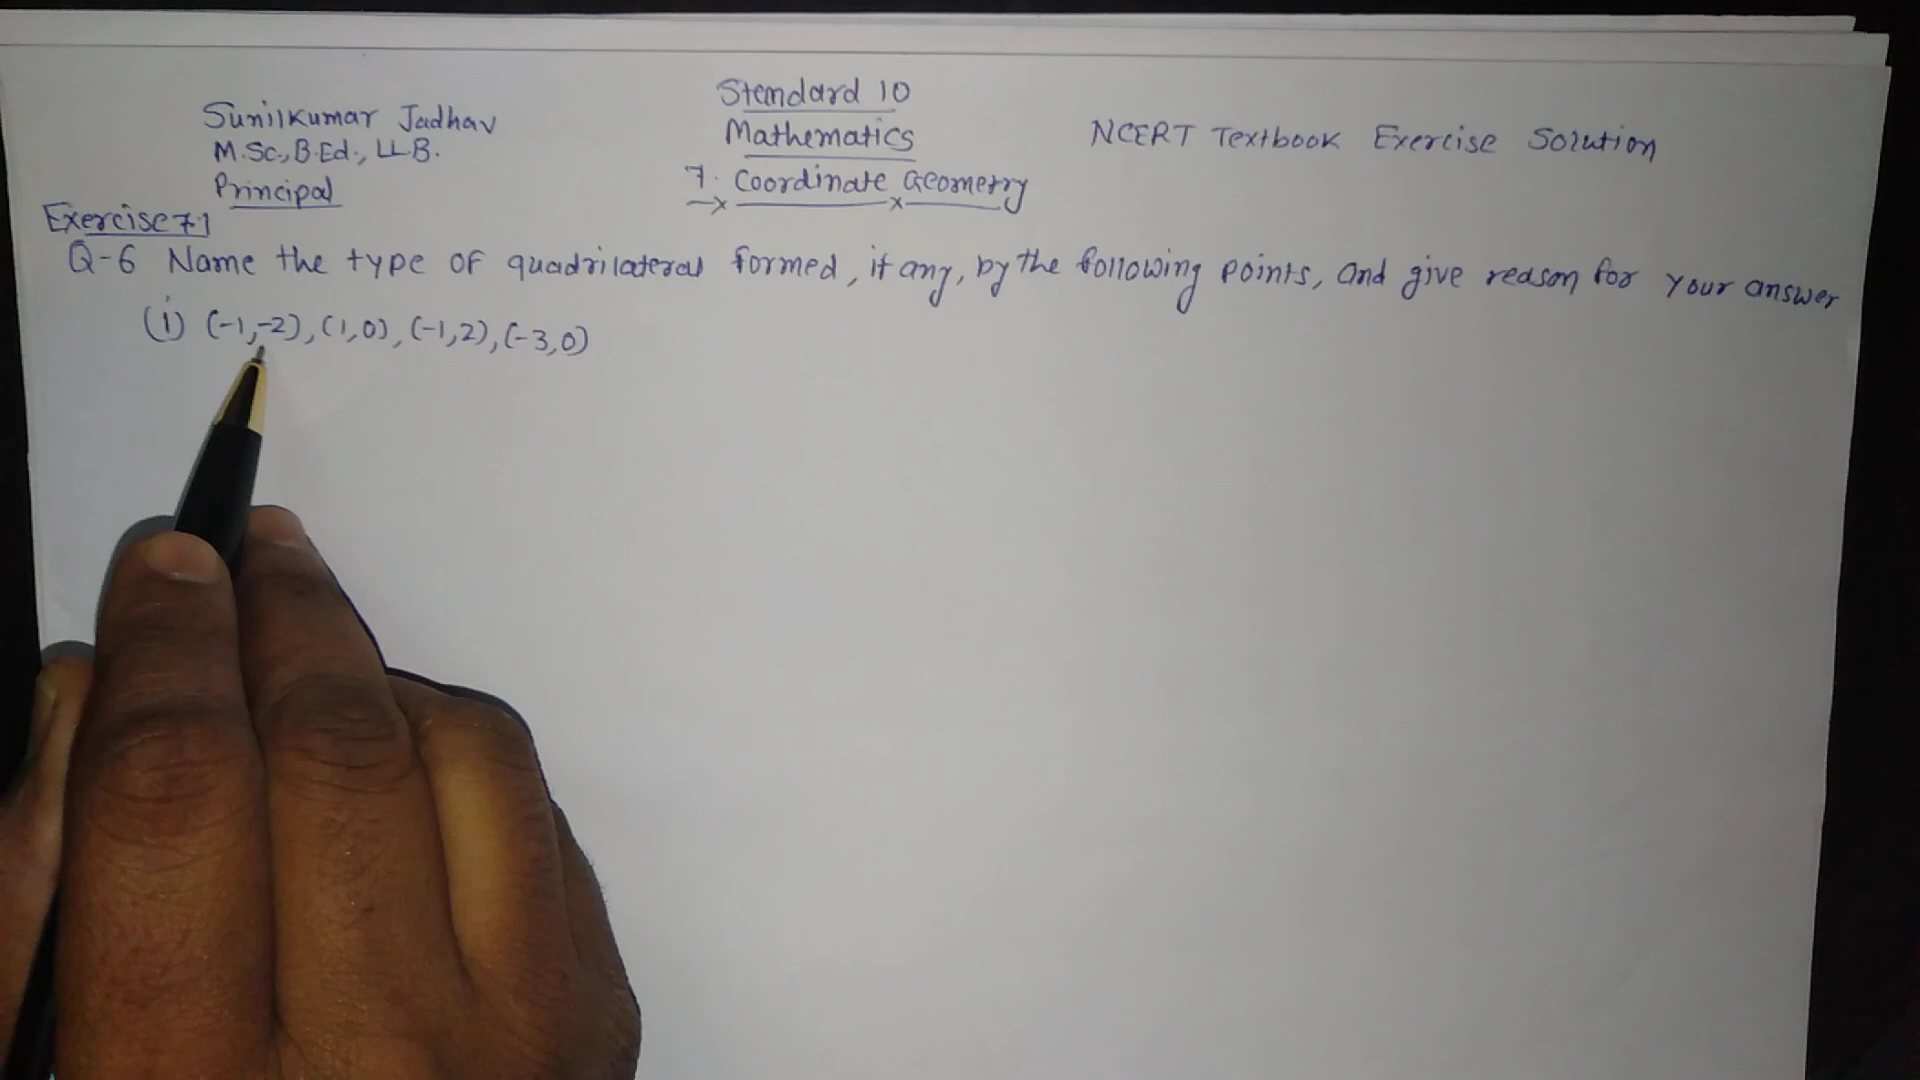 Sunilkumar Jadhav
M.Sc., B.Ed., LL.B.
Principal
Standard 10
Mathematics
7. Coordinate Geometry
NCERT Textbook Exercise Solution
Exercise 7.1
Q-6 Name the type of quadrilateral formed, if any, by the following points, and give reason for your answer
(i) (-1,-2), (1,0), (-1,2), (-3,0)